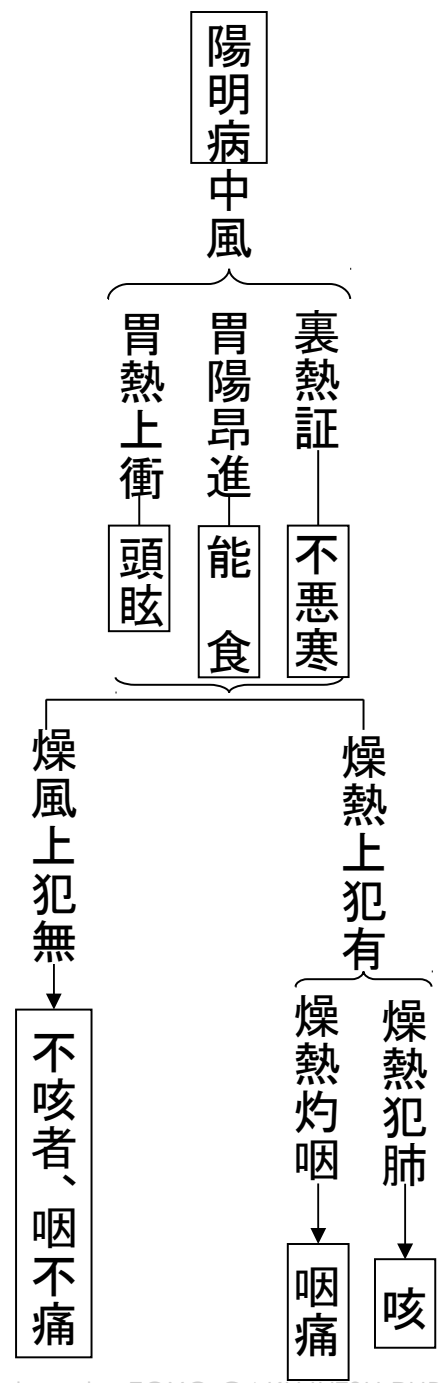 陽明病中風
裏熱証
不悪寒
胃陽昂進
能 食
胃熱上衝
頭眩
燥熱上犯有
燥熱犯肺
咳
燥熱灼咽
咽痛
燥風上犯無
不咳者、咽不痛